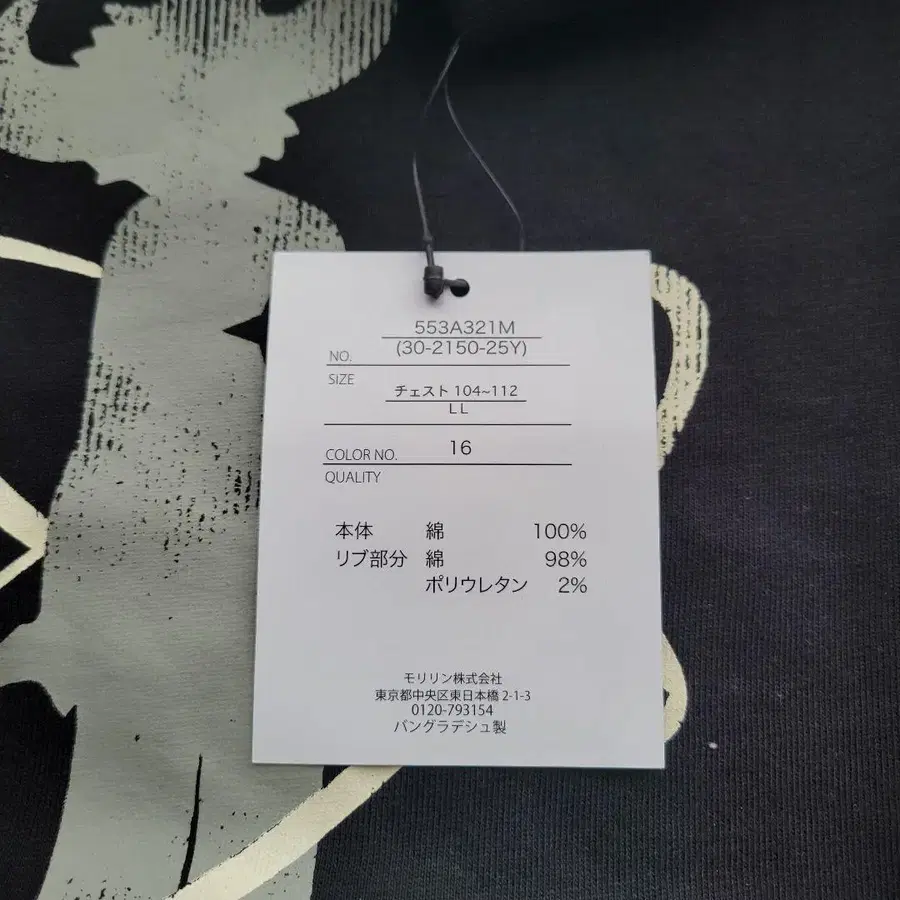 553A321M
NO. (30-2150-25Y)
SIZE
チェスト 104~112
LL
COLOR NO. 16
QUALITY
本体 綿 100%
リブ部分 綿 98%
ポリウレタン 2%
モリリン株式会社
東京都中央区東日本橋 2-1-3
0120-793154
バングラデシュ製